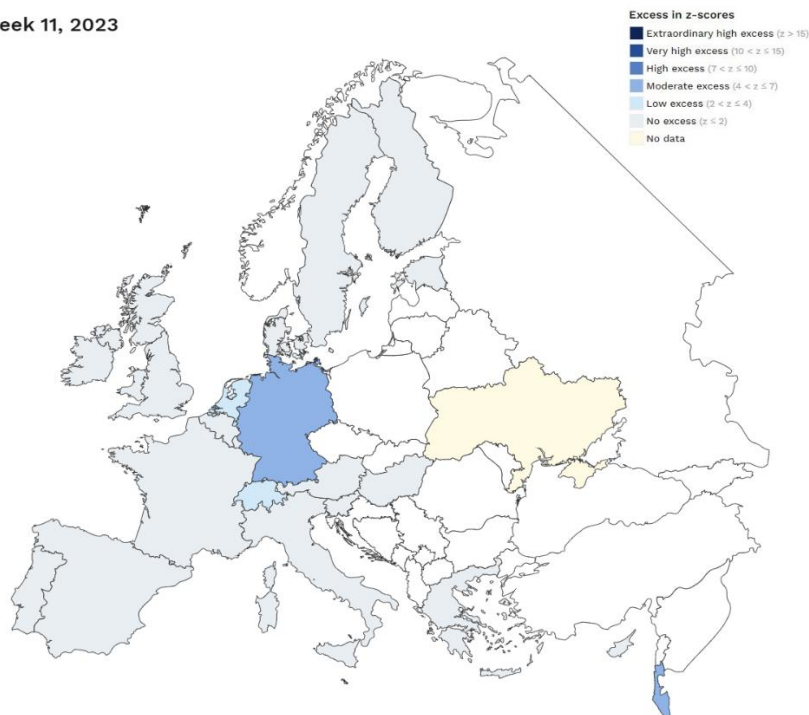 eek 11, 2023
Excess in z-scores
Extraordinary high excess (z > 15)
Very high excess (10 < z ≤ 15)
High excess (7 < z ≤ 10)
Moderate excess (4 < z ≤ 7)
Low excess (2 < z ≤ 4)
No excess (z ≤ 2)
No data